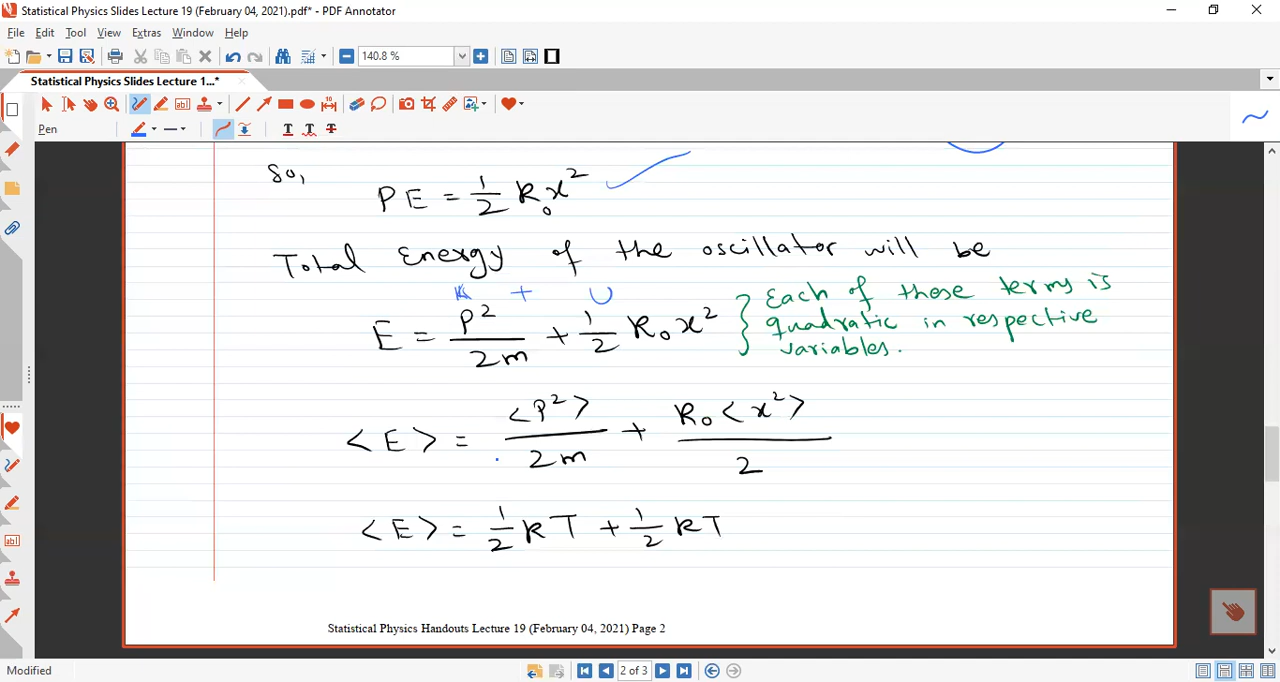 Statistical Physics Slides Lecture 19 (February 04, 2021).pdf* - PDF Annotator
File Edit Tool View Extras Window Help
140.8 %
Statistical Physics Slides Lecture 1...*
Pen
So,
PE = 1/2 k₀x²
Total Energy of the oscillator will be
K + U
E = P²/2m + 1/2 k₀x² } Each of these terms is
quadratic in respective
variables.
<E> = <P²>/2m + k₀<x²>/2
<E> = 1/2 kT + 1/2 kT
Statistical Physics Handouts Lecture 19 (February 04, 2021) Page 2
Modified
2 of 3